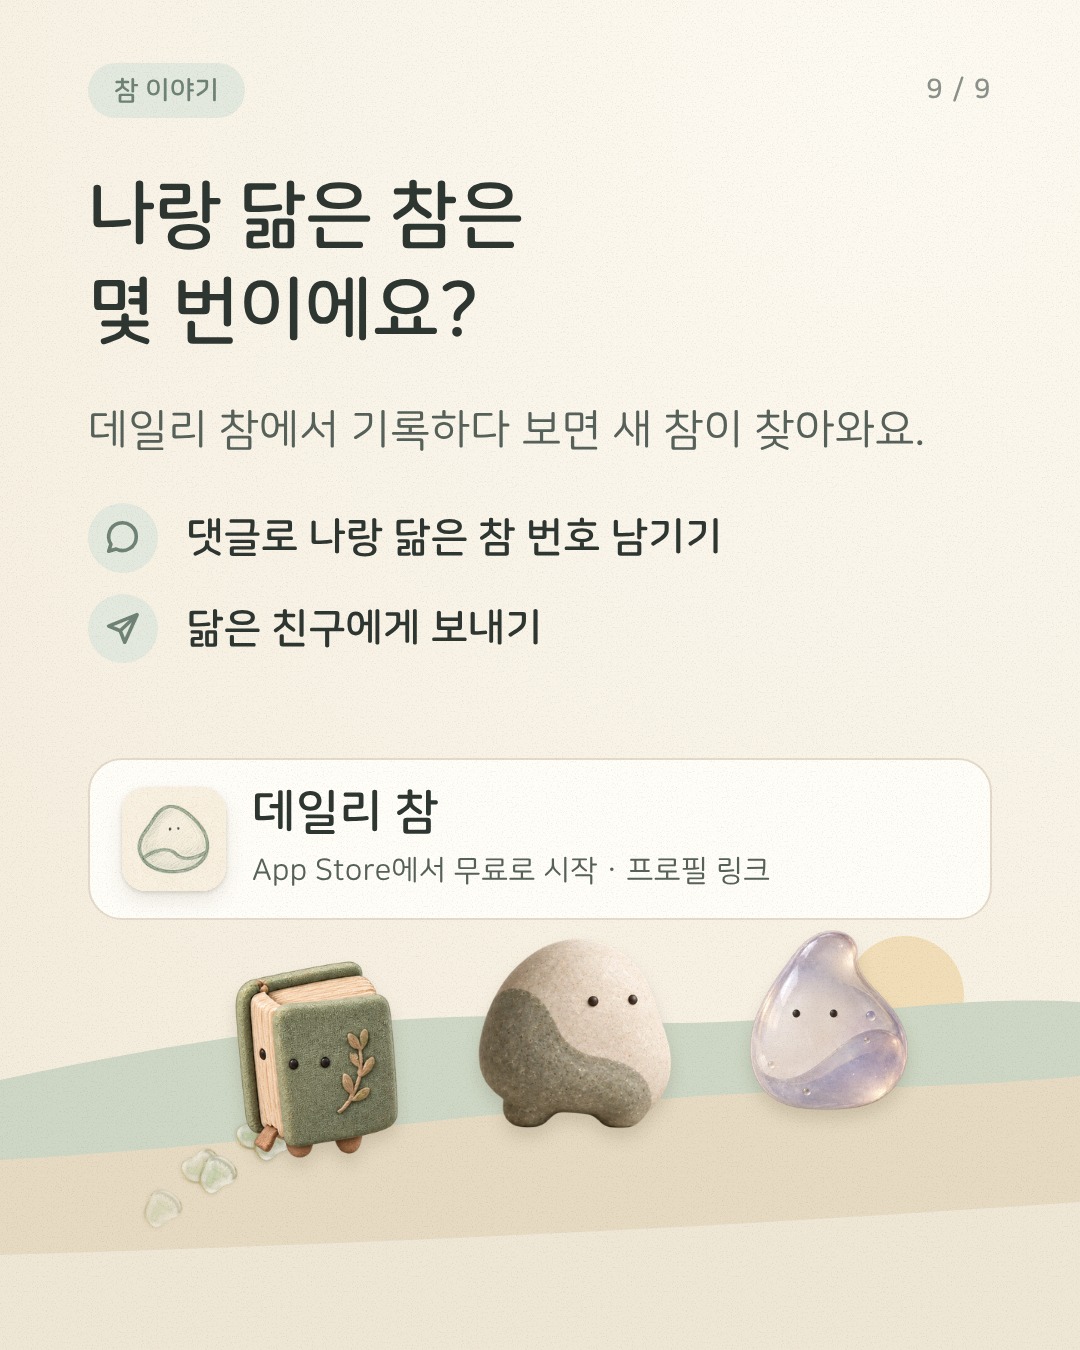 참 이야기
9 / 9
나랑 닮은 참은
몇 번이에요?
데일리 참에서 기록하다 보면 새 참이 찾아와요.
댓글로 나랑 닮은 참 번호 남기기
닮은 친구에게 보내기
데일리 참
App Store에서 무료로 시작 · 프로필 링크